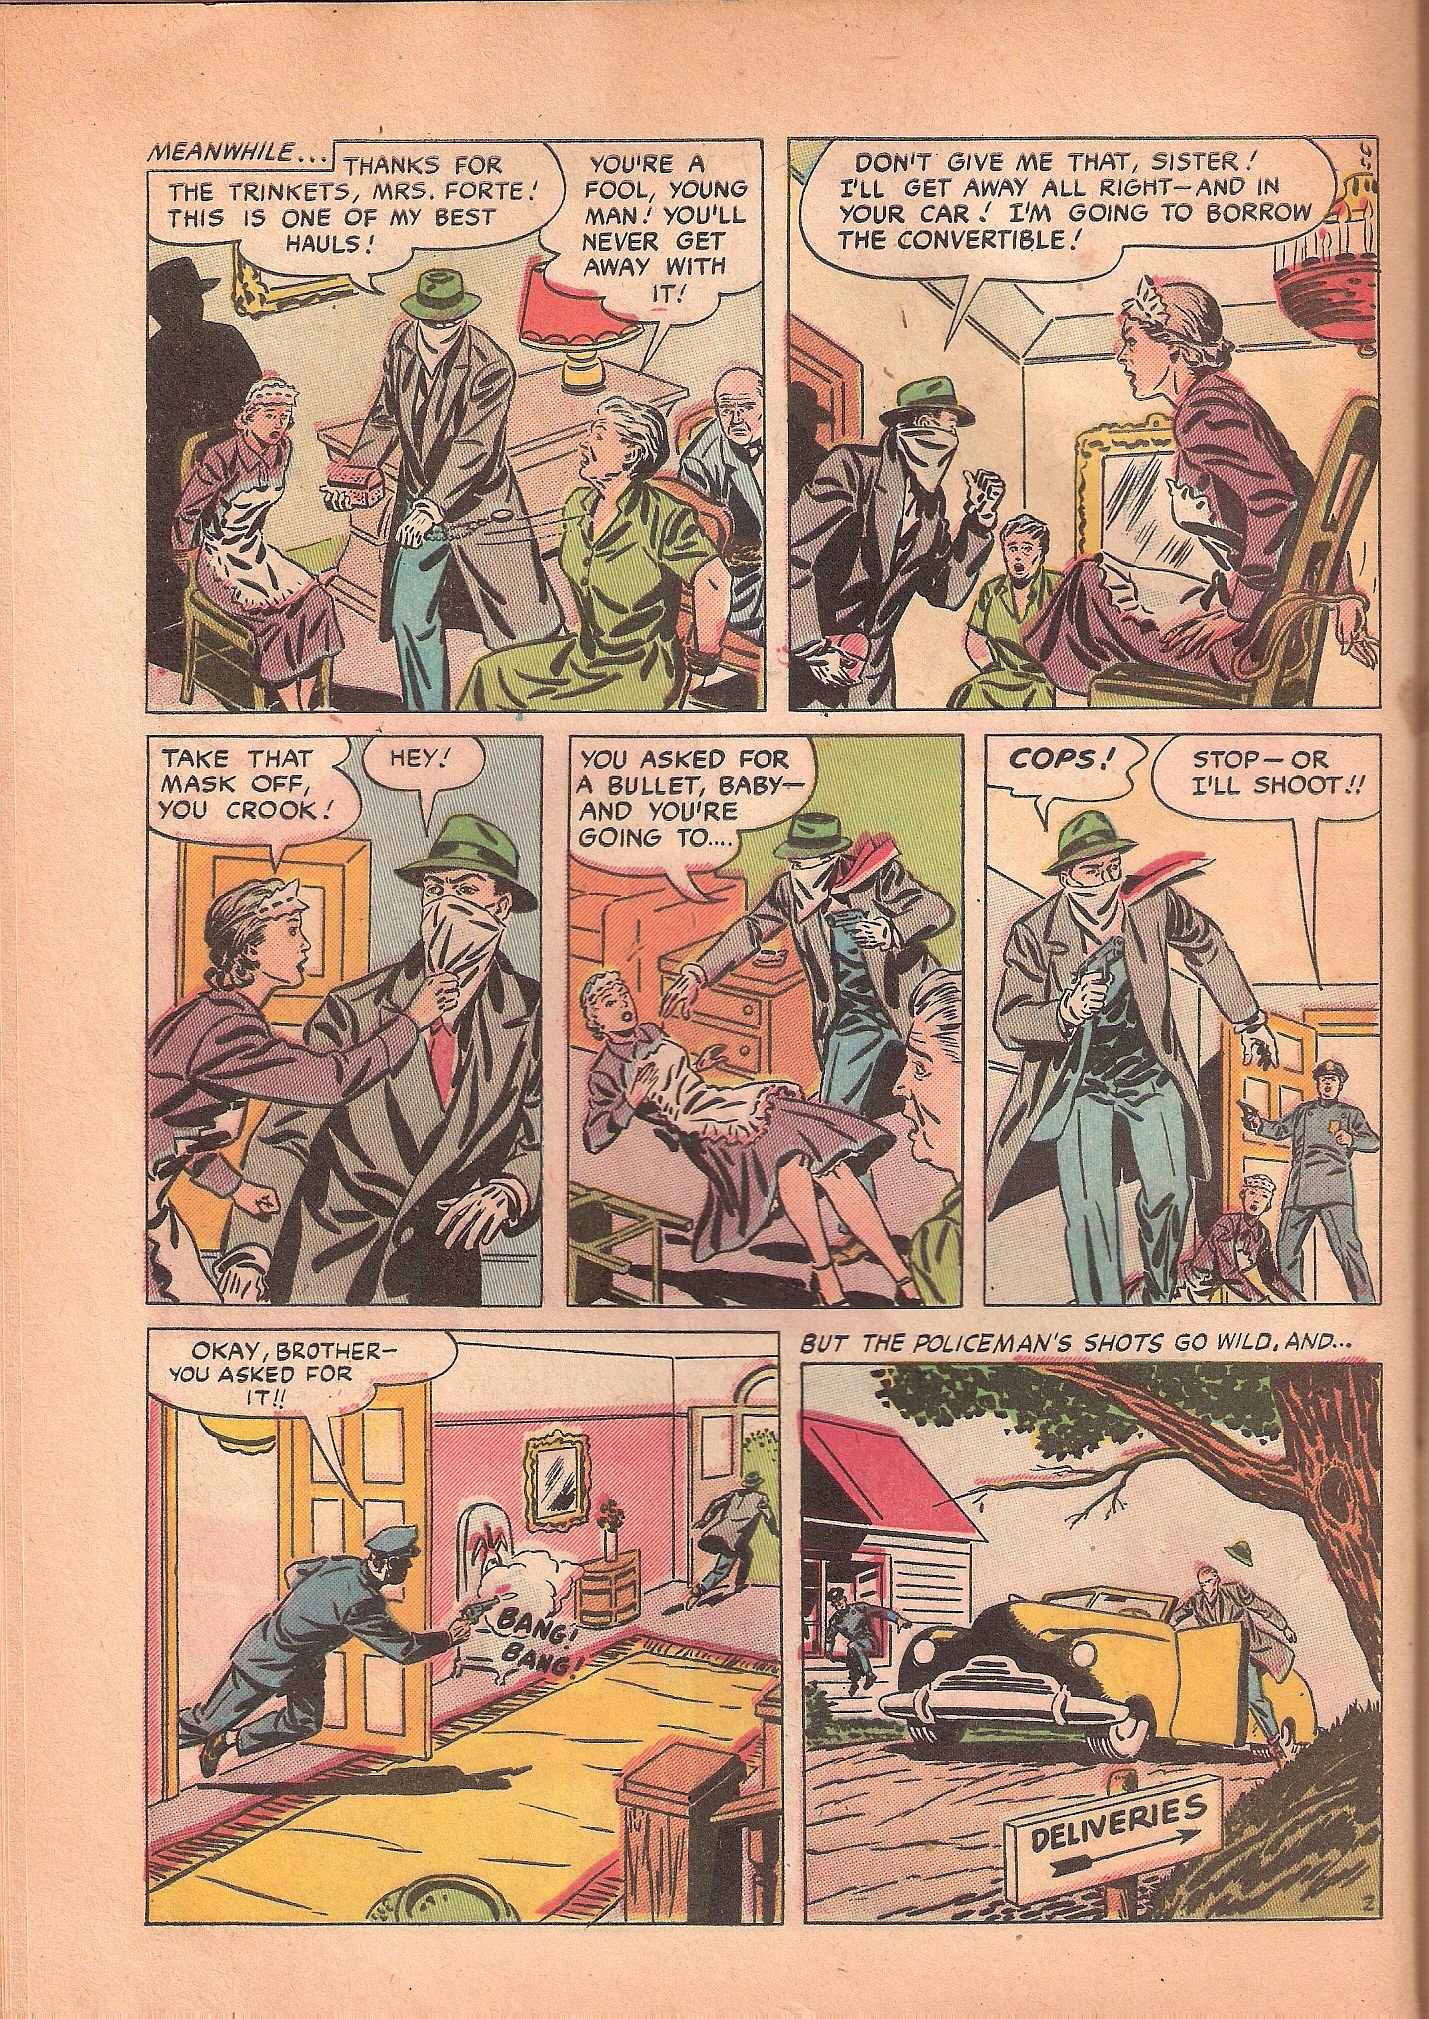 MEANWHILE...
THANKS FOR
THE TRINKETS, MRS. FORTE!
THIS IS ONE OF MY BEST
HAULS!
YOU'RE A
FOOL, YOUNG
MAN! YOU'LL
NEVER GET
AWAY WITH
IT!
DON'T GIVE ME THAT, SISTER!
I'LL GET AWAY ALL RIGHT—AND IN
YOUR CAR! I'M GOING TO BORROW
THE CONVERTIBLE!
TAKE THAT
MASK OFF,
YOU CROOK!
HEY!
YOU ASKED FOR
A BULLET, BABY—
AND YOU'RE
GOING TO....
COPS!
STOP—OR
I'LL SHOOT!!
OKAY, BROTHER—
YOU ASKED FOR
IT!!
BANG!
BANG!
BUT THE POLICEMAN'S SHOTS GO WILD, AND...
DELIVERIES
2